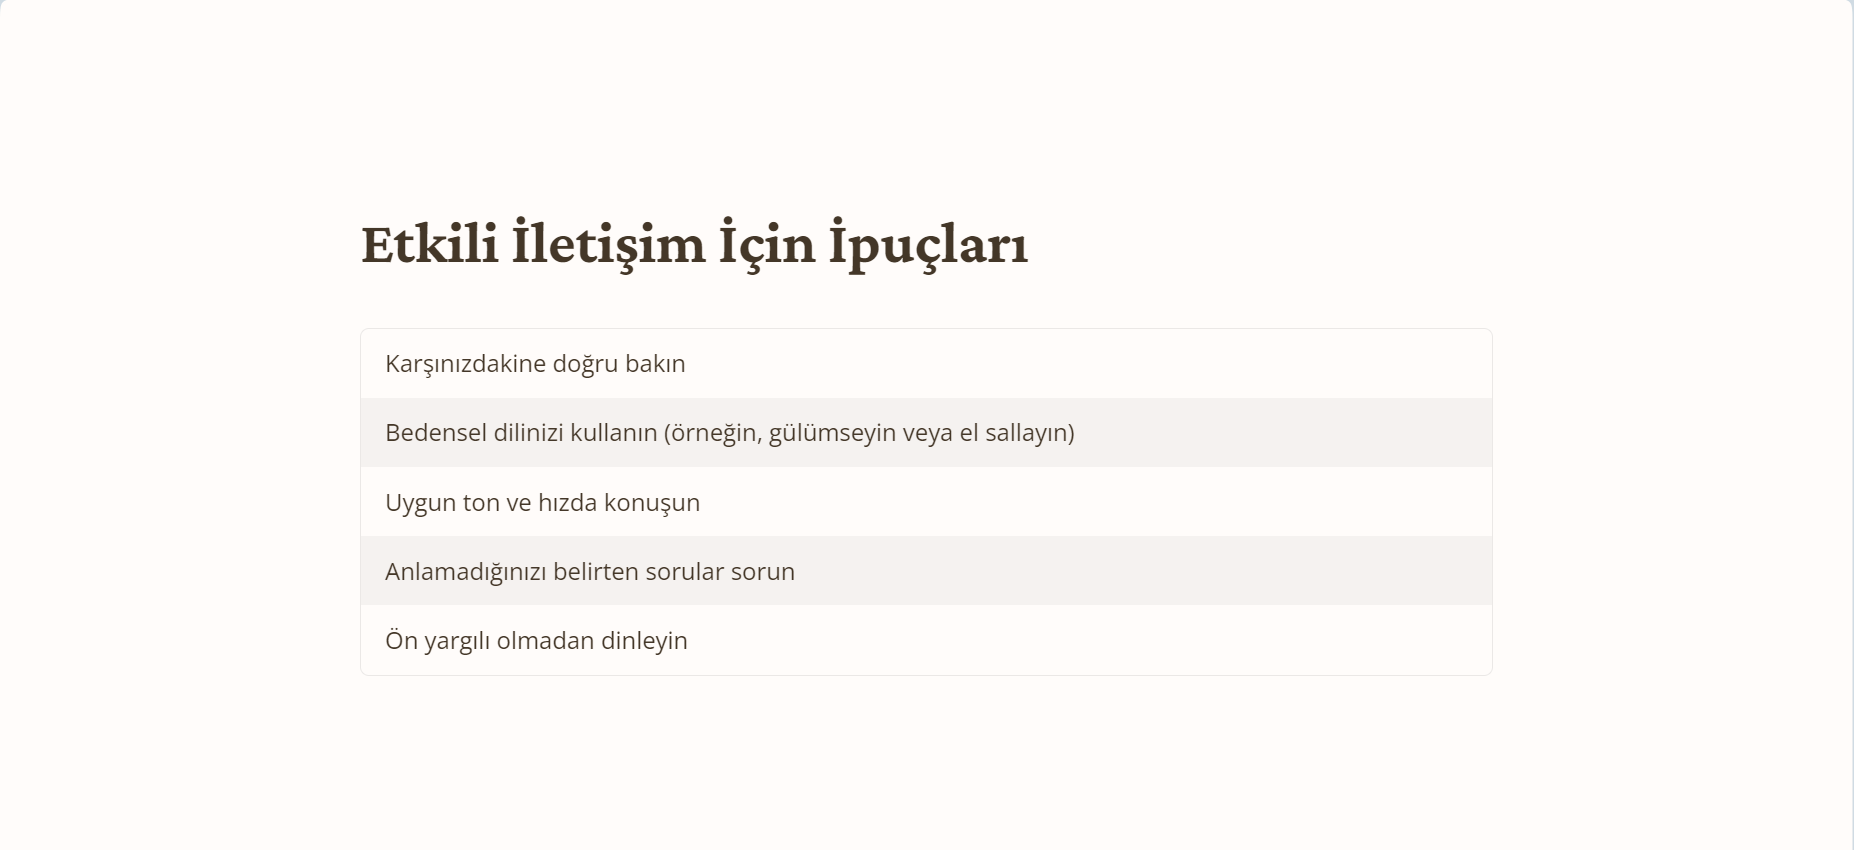 Etkili İletişim İçin İpuçları
Karşınızdakine doğru bakın
Bedensel dilinizi kullanın (örneğin, gülümseyin veya el sallayın)
Uygun ton ve hızda konuşun
Anlamadığınızı belirten sorular sorun
Ön yargılı olmadan dinleyin